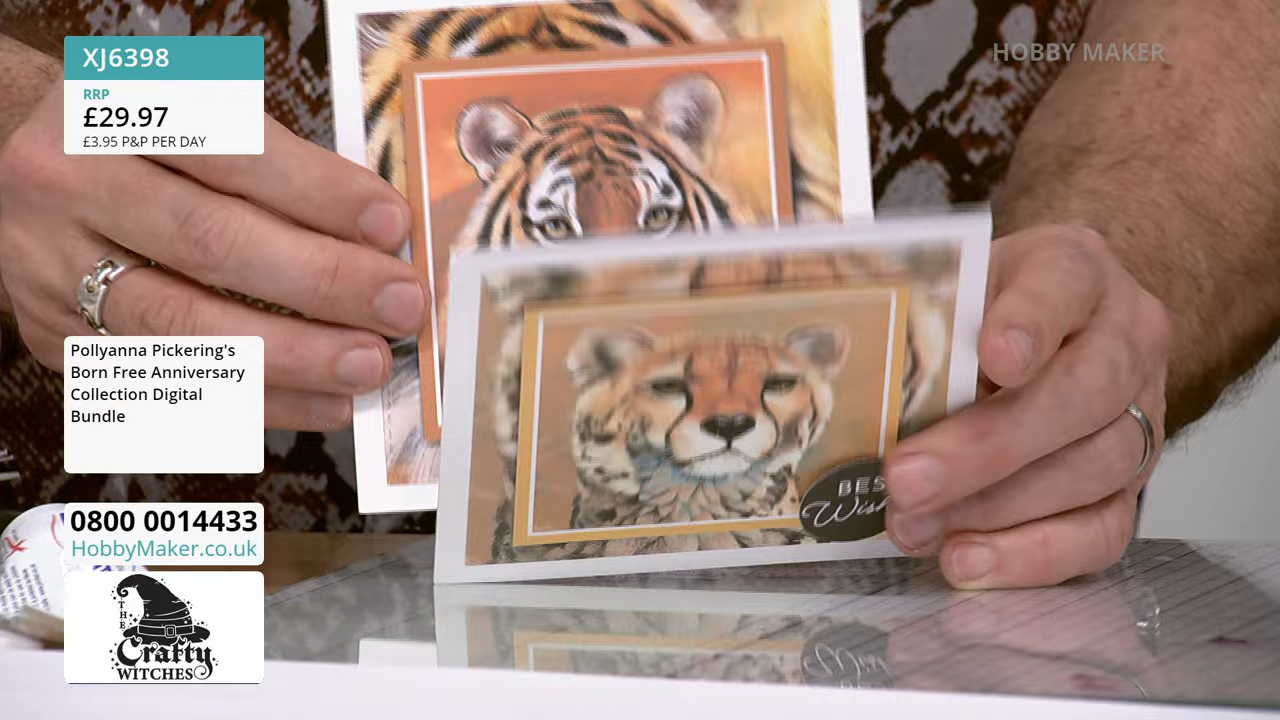 XJ6398
RRP
£29.97
£3.95 P&P PER DAY
HOBBY MAKER
Pollyanna Pickering's
Born Free Anniversary
Collection Digital
Bundle
BES
Wish
0800 0014433
HobbyMaker.co.uk
THE
Crafty
WITCHES